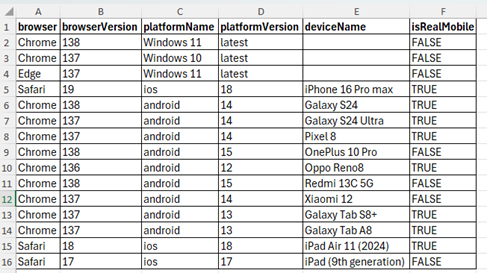 A B C D E F
1 browser browserVersion platformName platformVersion deviceName isRealMobile
2 Chrome 138 Windows 11 latest FALSE
3 Chrome 137 Windows 10 latest FALSE
4 Edge 137 Windows 11 latest FALSE
5 Safari 19 ios 18 iPhone 16 Pro max TRUE
6 Chrome 138 android 14 Galaxy S24 TRUE
7 Chrome 137 android 14 Galaxy S24 Ultra TRUE
8 Chrome 137 android 14 Pixel 8 TRUE
9 Chrome 138 android 15 OnePlus 10 Pro FALSE
10 Chrome 136 android 12 Oppo Reno8 TRUE
11 Chrome 138 android 15 Redmi 13C 5G FALSE
12 Chrome 137 android 14 Xiaomi 12 FALSE
13 Chrome 137 android 13 Galaxy Tab S8+ TRUE
14 Chrome 137 android 13 Galaxy Tab A8 TRUE
15 Safari 18 ios 18 iPad Air 11 (2024) TRUE
16 Safari 17 ios 17 iPad (9th generation) FALSE